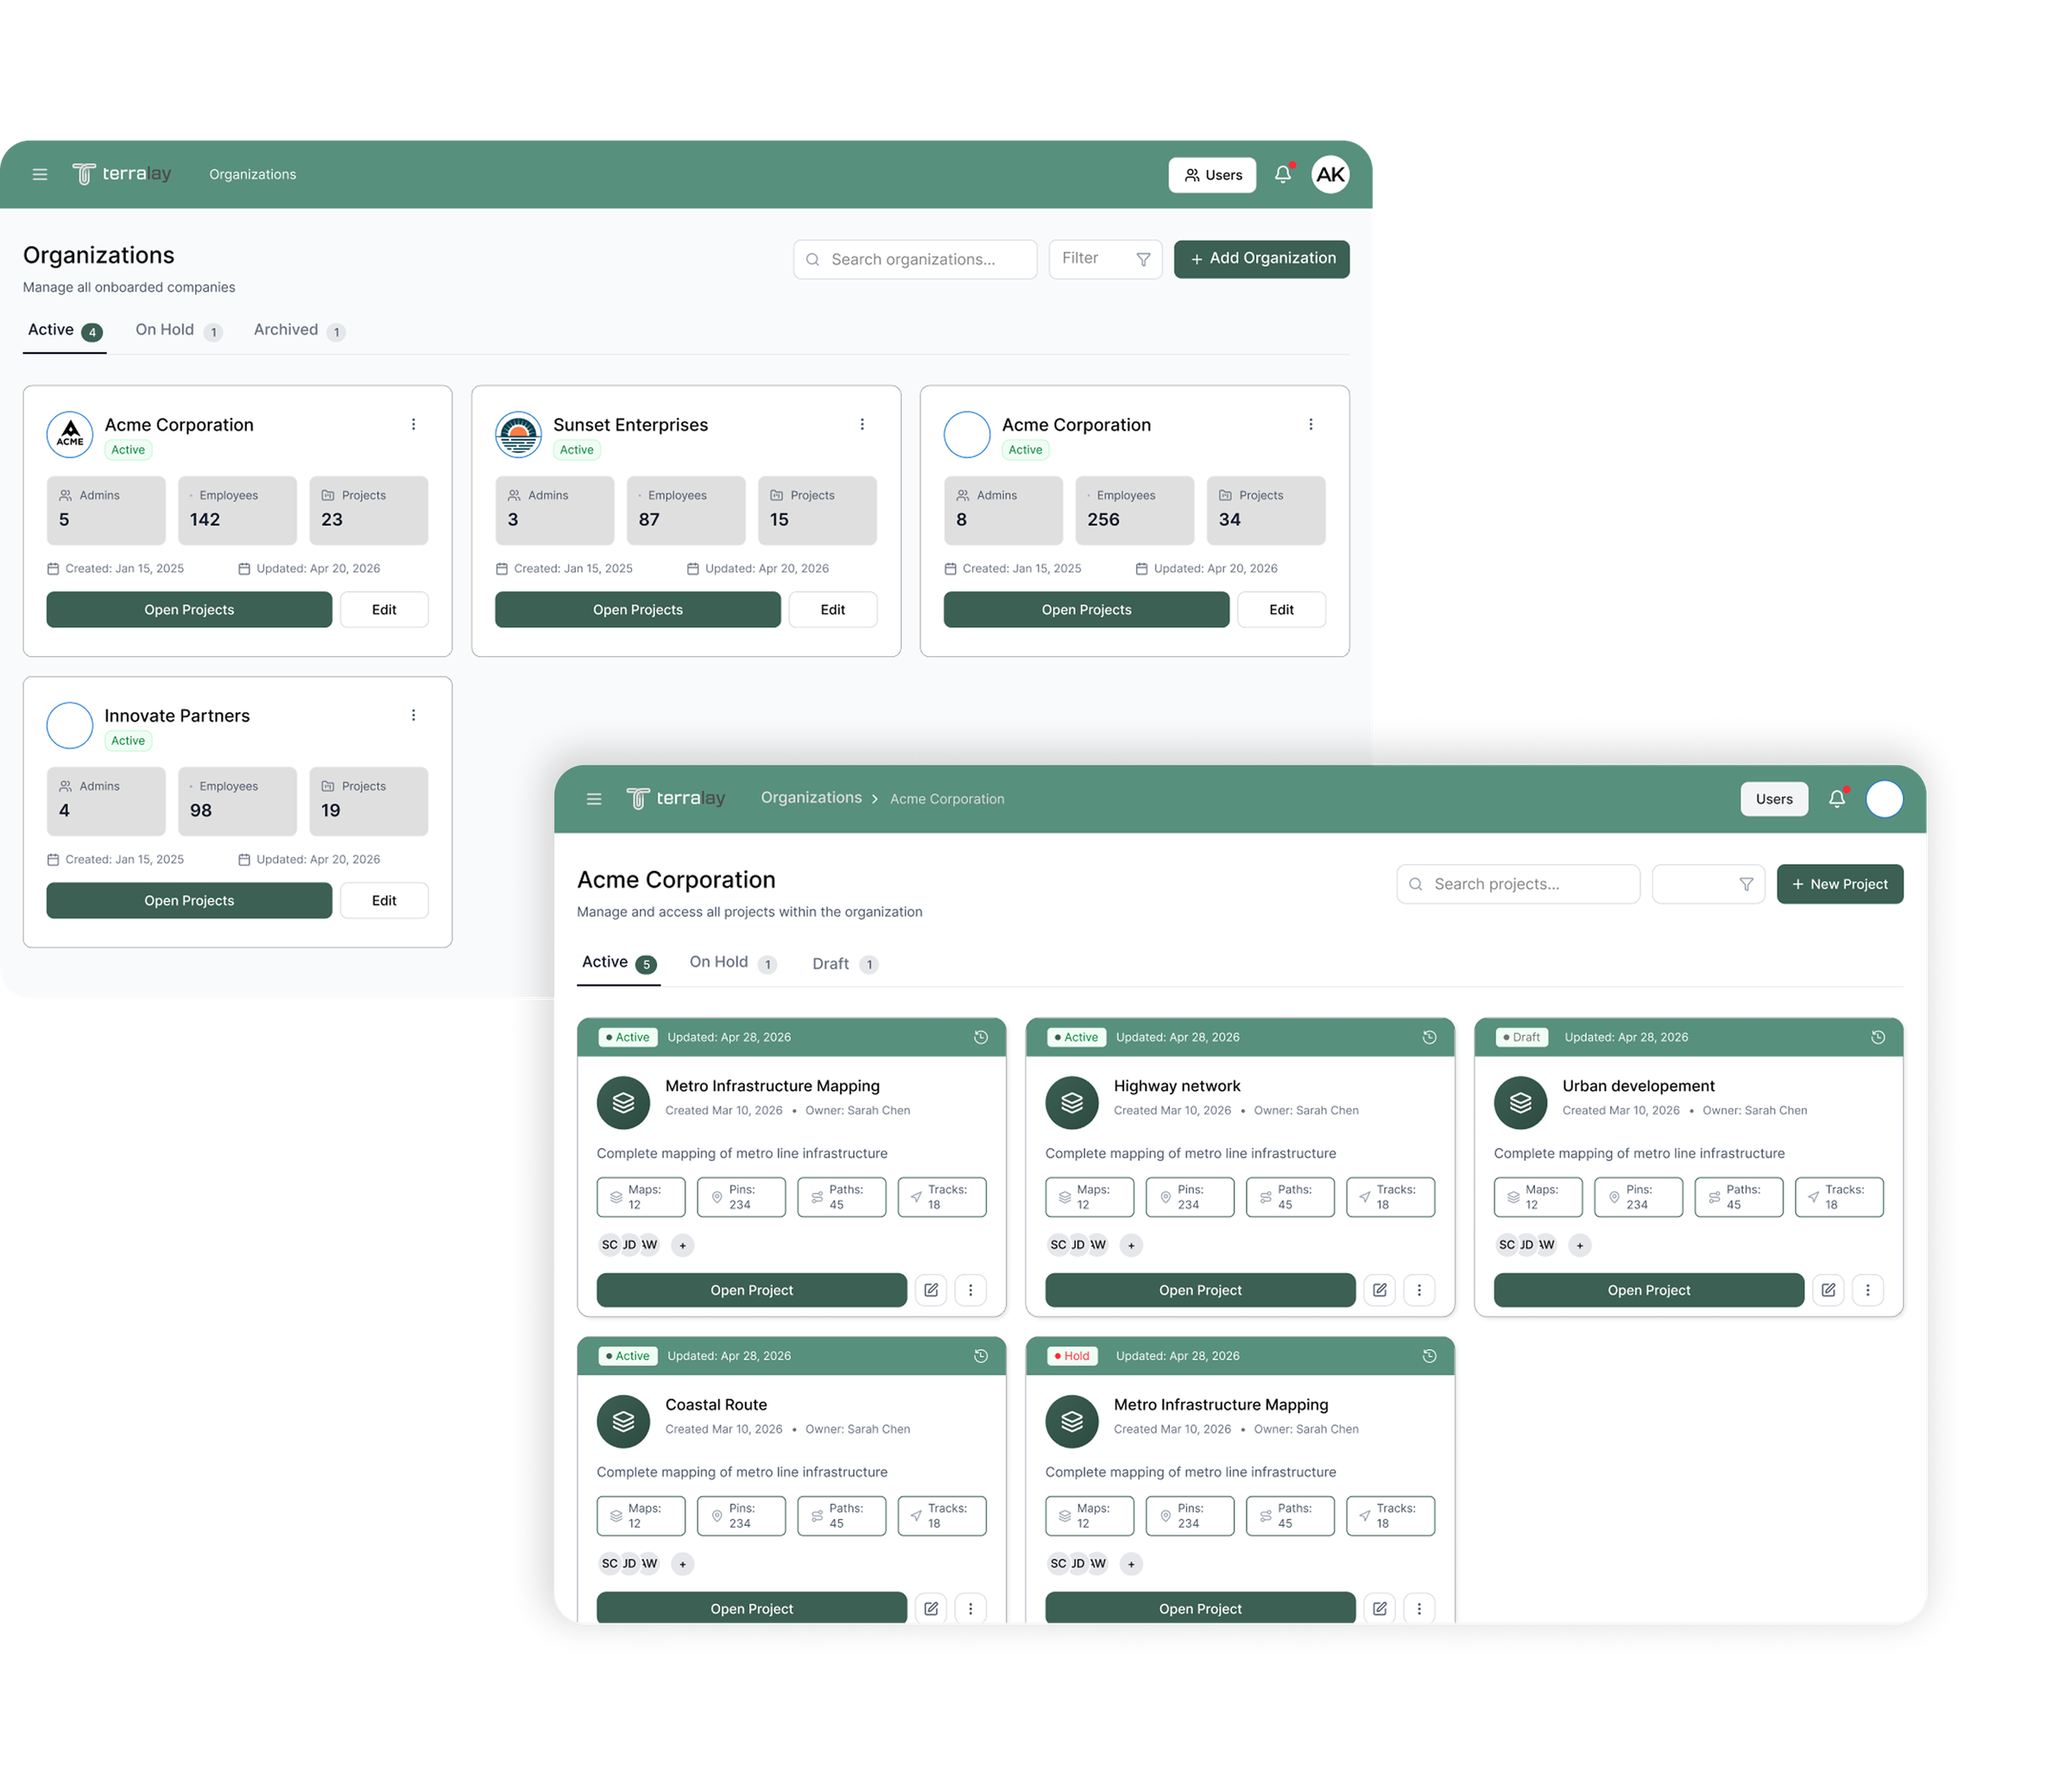 terralay Organizations Users AK
Organizations
Search organizations... Filter + Add Organization
Manage all onboarded companies
Active 4 On Hold 1 Archived 1
ACME Acme Corporation
Active
Admins Employees Projects
5 142 23
Created: Jan 15, 2025 Updated: Apr 20, 2026
Open Projects Edit
Sunset Enterprises
Active
Admins Employees Projects
3 87 15
Created: Jan 15, 2025 Updated: Apr 20, 2026
Open Projects Edit
Acme Corporation
Active
Admins Employees Projects
8 256 34
Created: Jan 15, 2025 Updated: Apr 20, 2026
Open Projects Edit
Innovate Partners
Active
Admins Employees Projects
4 98 19
Created: Jan 15, 2025 Updated: Apr 20, 2026
Open Projects Edit
terralay Organizations > Acme Corporation Users
Acme Corporation
Search projects... + New Project
Manage and access all projects within the organization
Active 5 On Hold 1 Draft 1
• Active Updated: Apr 28, 2026
Metro Infrastructure Mapping
Created Mar 10, 2026 • Owner: Sarah Chen
Complete mapping of metro line infrastructure
Maps: Pins: Paths: Tracks:
12 234 45 18
SC JD AW +
Open Project
• Active Updated: Apr 28, 2026
Highway network
Created Mar 10, 2026 • Owner: Sarah Chen
Complete mapping of metro line infrastructure
Maps: Pins: Paths: Tracks:
12 234 45 18
SC JD AW +
Open Project
• Draft Updated: Apr 28, 2026
Urban developement
Created Mar 10, 2026 • Owner: Sarah Chen
Complete mapping of metro line infrastructure
Maps: Pins: Paths: Tracks:
12 234 45 18
SC JD AW +
Open Project
• Active Updated: Apr 28, 2026
Coastal Route
Created Mar 10, 2026 • Owner: Sarah Chen
Complete mapping of metro line infrastructure
Maps: Pins: Paths: Tracks:
12 234 45 18
SC JD AW +
Open Project
• Hold Updated: Apr 28, 2026
Metro Infrastructure Mapping
Created Mar 10, 2026 • Owner: Sarah Chen
Complete mapping of metro line infrastructure
Maps: Pins: Paths: Tracks:
12 234 45 18
SC JD AW +
Open Project